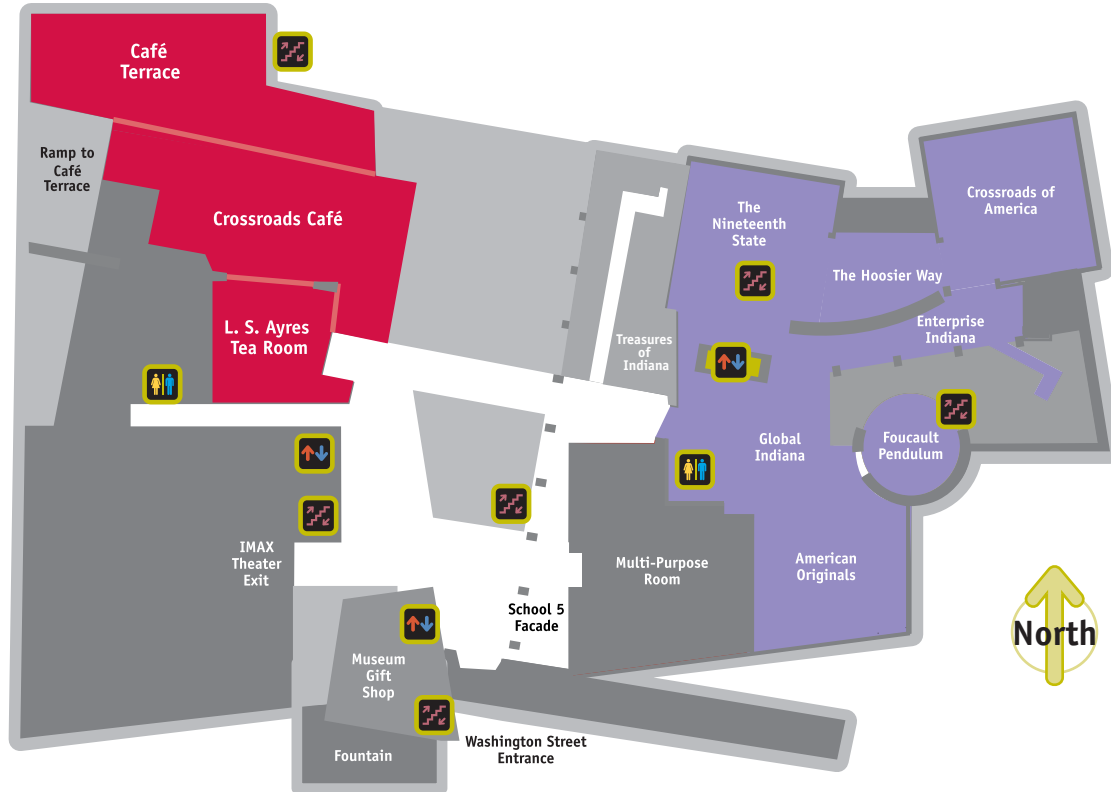 Café
Terrace
Ramp to
Café
Terrace
Crossroads Café
L. S. Ayres
Tea Room
The
Nineteenth
State
Crossroads of
America
The Hoosier Way
Enterprise
Indiana
Treasures
of
Indiana
Global
Indiana
Foucault
Pendulum
IMAX
Theater
Exit
Multi-Purpose
Room
American
Originals
School 5
Facade
Museum
Gift
Shop
Washington Street
Entrance
Fountain
North